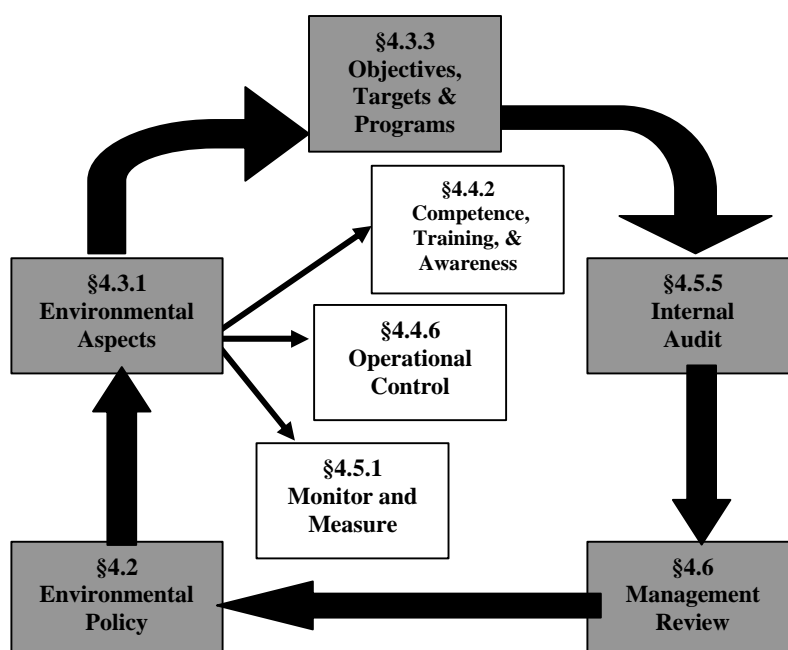 §4.3.3
Objectives,
Targets &
Programs
§4.4.2
Competence,
Training, &
Awareness
§4.3.1
Environmental
Aspects
§4.5.5
Internal
Audit
§4.4.6
Operational
Control
§4.5.1
Monitor and
Measure
§4.2
Environmental
Policy
§4.6
Management
Review